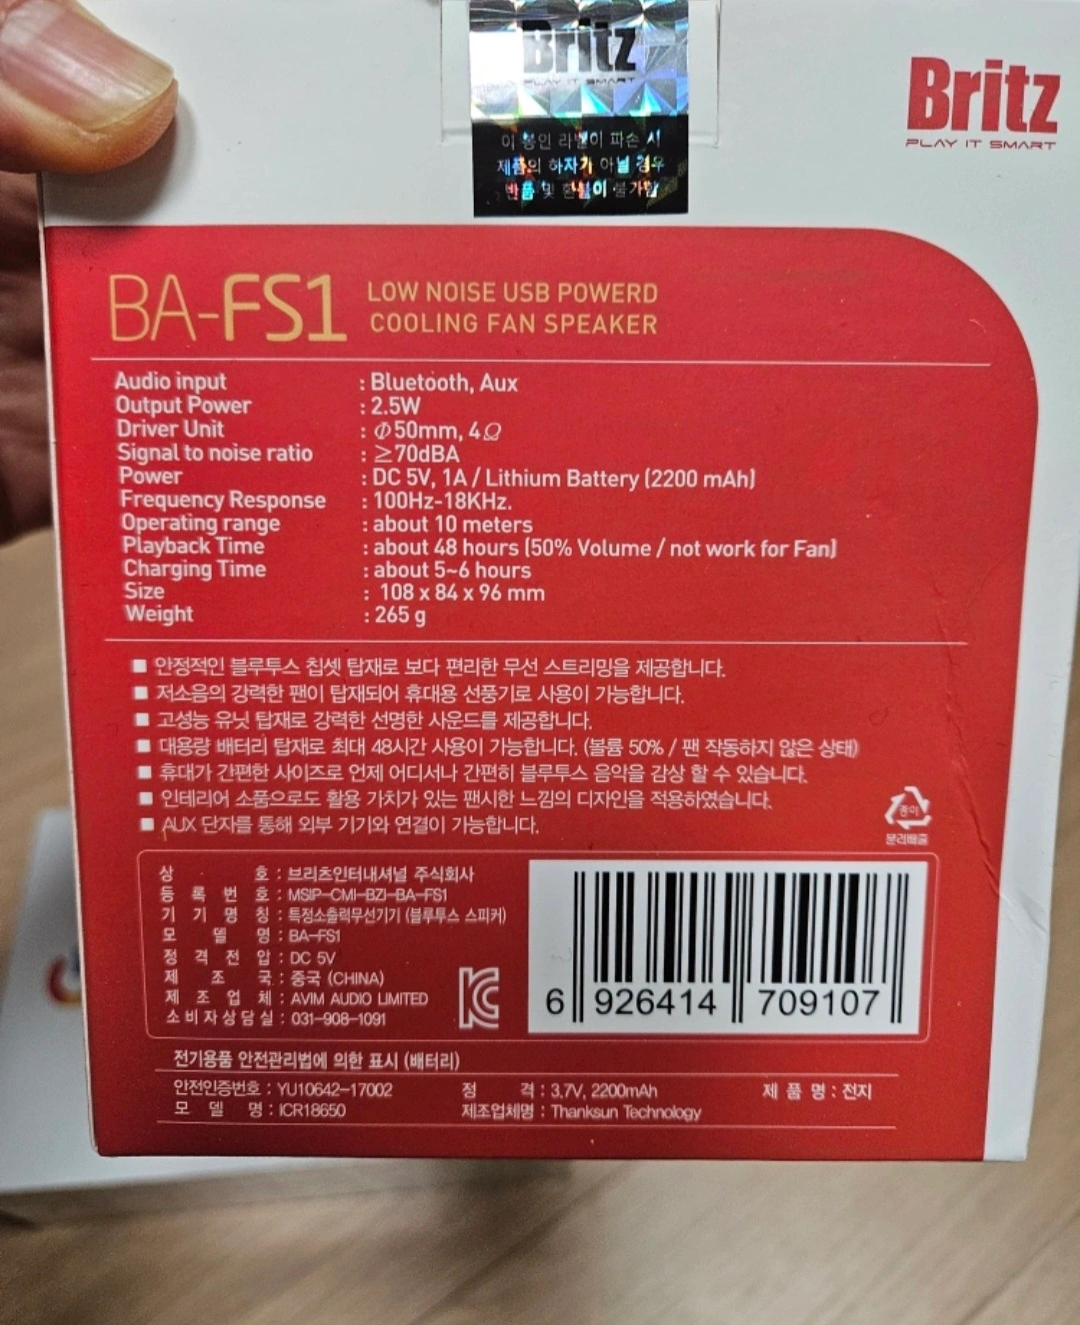 Britz
PLAY IT SMART
이 봉인 라벨이 파손 시
제품의 하자가 아닐 경우
반품 및 환불이 불가함
Britz
PLAY IT SMART
BA-FS1
LOW NOISE USB POWERD
COOLING FAN SPEAKER
Audio input : Bluetooth, Aux
Output Power : 2.5W
Driver Unit : Φ50mm, 4Ω
Signal to noise ratio : ≥70dBA
Power : DC 5V, 1A / Lithium Battery (2200 mAh)
Frequency Response : 100Hz-18KHz.
Operating range : about 10 meters
Playback Time : about 48 hours (50% Volume / not work for Fan)
Charging Time : about 5~6 hours
Size : 108 x 84 x 96 mm
Weight : 265 g
■ 안정적인 블루투스 칩셋 탑재로 보다 편리한 무선 스트리밍을 제공합니다.
■ 저소음의 강력한 팬이 탑재되어 휴대용 선풍기로 사용이 가능합니다.
■ 고성능 유닛 탑재로 강력한 선명한 사운드를 제공합니다.
■ 대용량 배터리 탑재로 최대 48시간 사용이 가능합니다. (볼륨 50% / 팬 작동하지 않은 상태)
■ 휴대가 간편한 사이즈로 언제 어디서나 간편히 블루투스 음악을 감상 할 수 있습니다.
■ 인테리어 소품으로도 활용 가치가 있는 팬시한 느낌의 디자인을 적용하였습니다.
■ AUX 단자를 통해 외부 기기와 연결이 가능합니다.
종이
분리배출
상 호 : 브리츠인터내셔널 주식회사
등 록 번 호 : MSIP-CMI-BZI-BA-FS1
기 기 명 칭 : 특정소출력무선기기 (블루투스 스피커)
모 델 명 : BA-FS1
정 격 전 압 : DC 5V
제 조 국 : 중국 (CHINA)
제 조 업 체 : AVIM AUDIO LIMITED
소비자상담실 : 031-908-1091
6 926414 709107
전기용품 안전관리법에 의한 표시 (배터리)
안전인증번호 : YU10642-17002 정 격 : 3.7V, 2200mAh 제 품 명 : 전지
모 델 명 : ICR18650 제조업체명 : Thanksun Technology